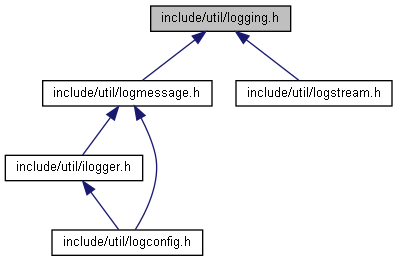 include/util/logging.h
include/util/logmessage.h
include/util/logstream.h
include/util/ilogger.h
include/util/logconfig.h